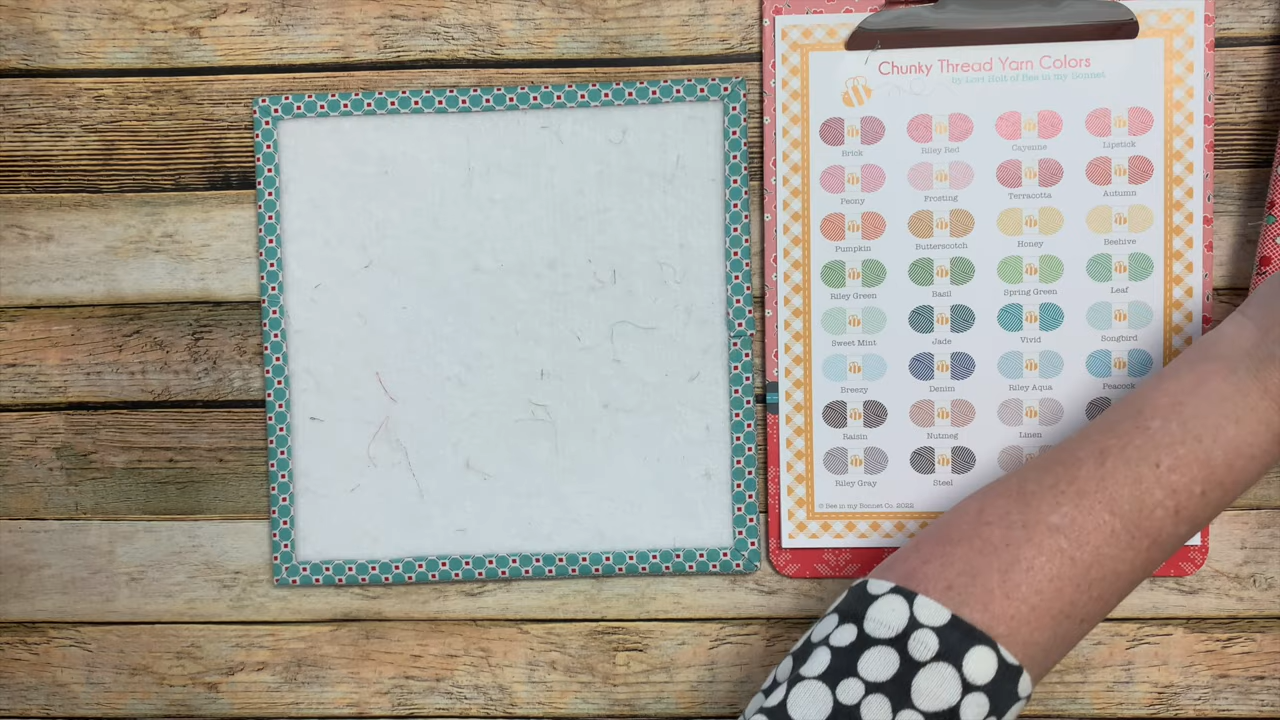 Chunky Thread Yarn Colors
by Lori Holt of Bee in my Bonnet
Brick Riley Red Cayenne Lipstick
Peony Frosting Terracotta Autumn
Pumpkin Butterscotch Honey Beehive
Riley Green Basil Spring Green Leaf
Sweet Mint Jade Vivid Songbird
Breezy Denim Riley Aqua Peacock
Raisin Nutmeg Linen
Riley Gray Steel
© Bee in my Bonnet Co. 2022